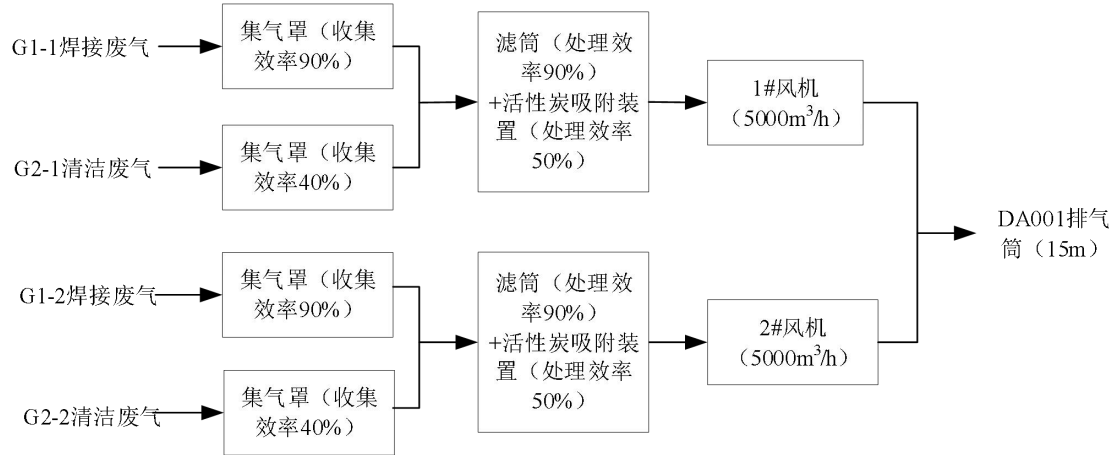 G1-1焊接废气
集气罩（收集
效率90%）
G2-1清洁废气
集气罩（收集
效率40%）
滤筒（处理效
率90%）
+活性炭吸附装
置（处理效率
50%）
1#风机
（5000m³/h）
G1-2焊接废气
集气罩（收集
效率90%）
G2-2清洁废气
集气罩（收集
效率40%）
滤筒（处理效
率90%）
+活性炭吸附装
置（处理效率
50%）
2#风机
（5000m³/h）
DA001排气
筒（15m）